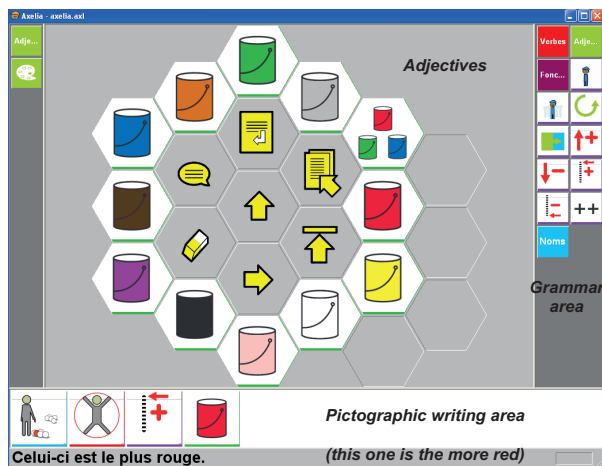 Axelia - axelia.axl
Adje...
Adjectives
Verbes
Adje...
Fonc...
++
Noms
Grammar
area
Pictographic writing area
Celui-ci est le plus rouge.
(this one is the more red)